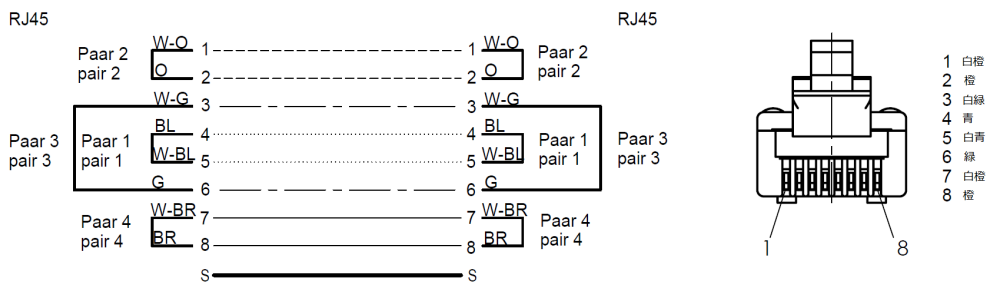 RJ45
RJ45
Paar 2
pair 2
W-O 1
1 W-O
O 2
2 O
Paar 2
pair 2
W-G 3
3 W-G
Paar 3
pair 3
Paar 1
pair 1
BL 4
4 BL
W-BL 5
5 W-BL
Paar 1
pair 1
Paar 3
pair 3
G 6
6 G
Paar 4
pair 4
W-BR 7
7 W-BR
BR 8
8 BR
Paar 4
pair 4
S
S
1 白橙
2 橙
3 白緑
4 青
5 白青
6 緑
7 白橙
8 橙
1
8